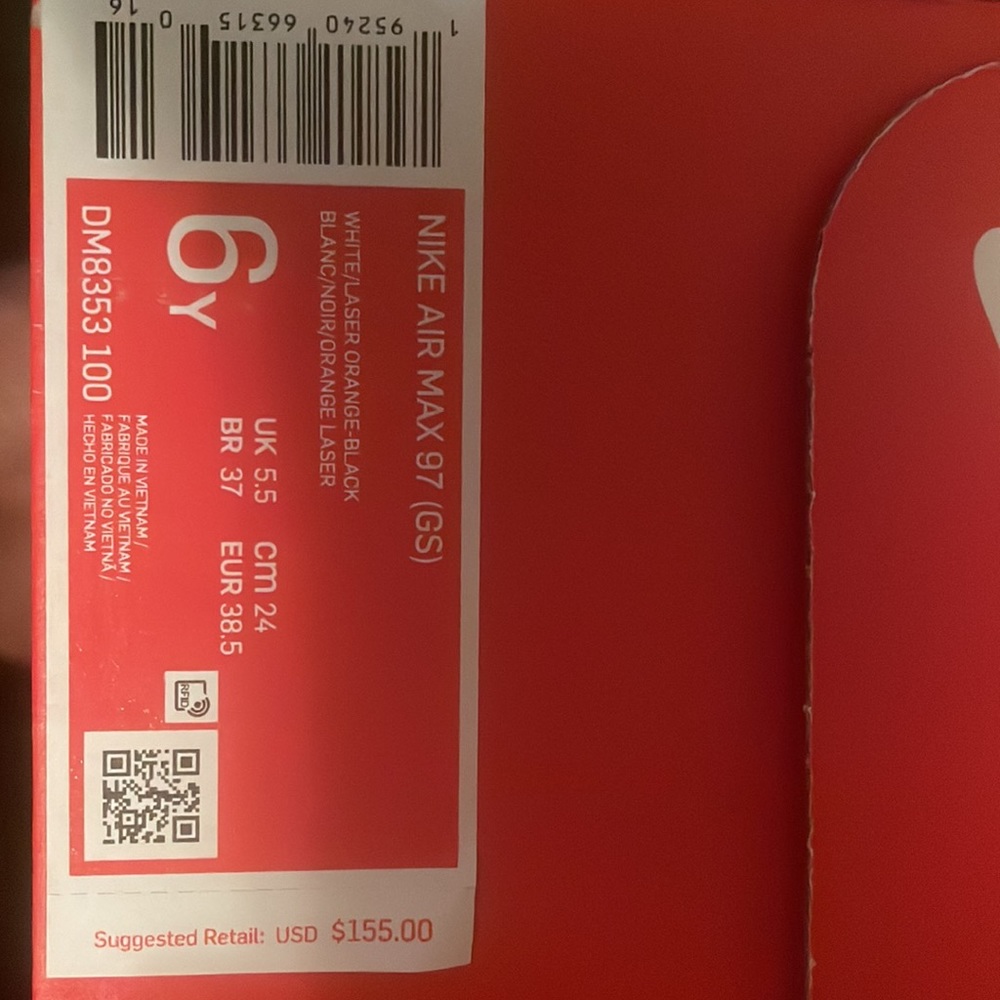 NIKE AIR MAX 97 (GS)
WHITE/LASER ORANGE-BLACK
BLANC/NOIR/ORANGE LASER
6Y
UK 5.5 cm 24
BR 37 EUR 38.5
DM8353 100
MADE IN VIETNAM /
FABRIQUE AU VIETNAM /
FABRICADO NO VIETNÃ /
HECHO EN VIETNAM
RFID
1 95240 66315 0 16
Suggested Retail: USD $155.00